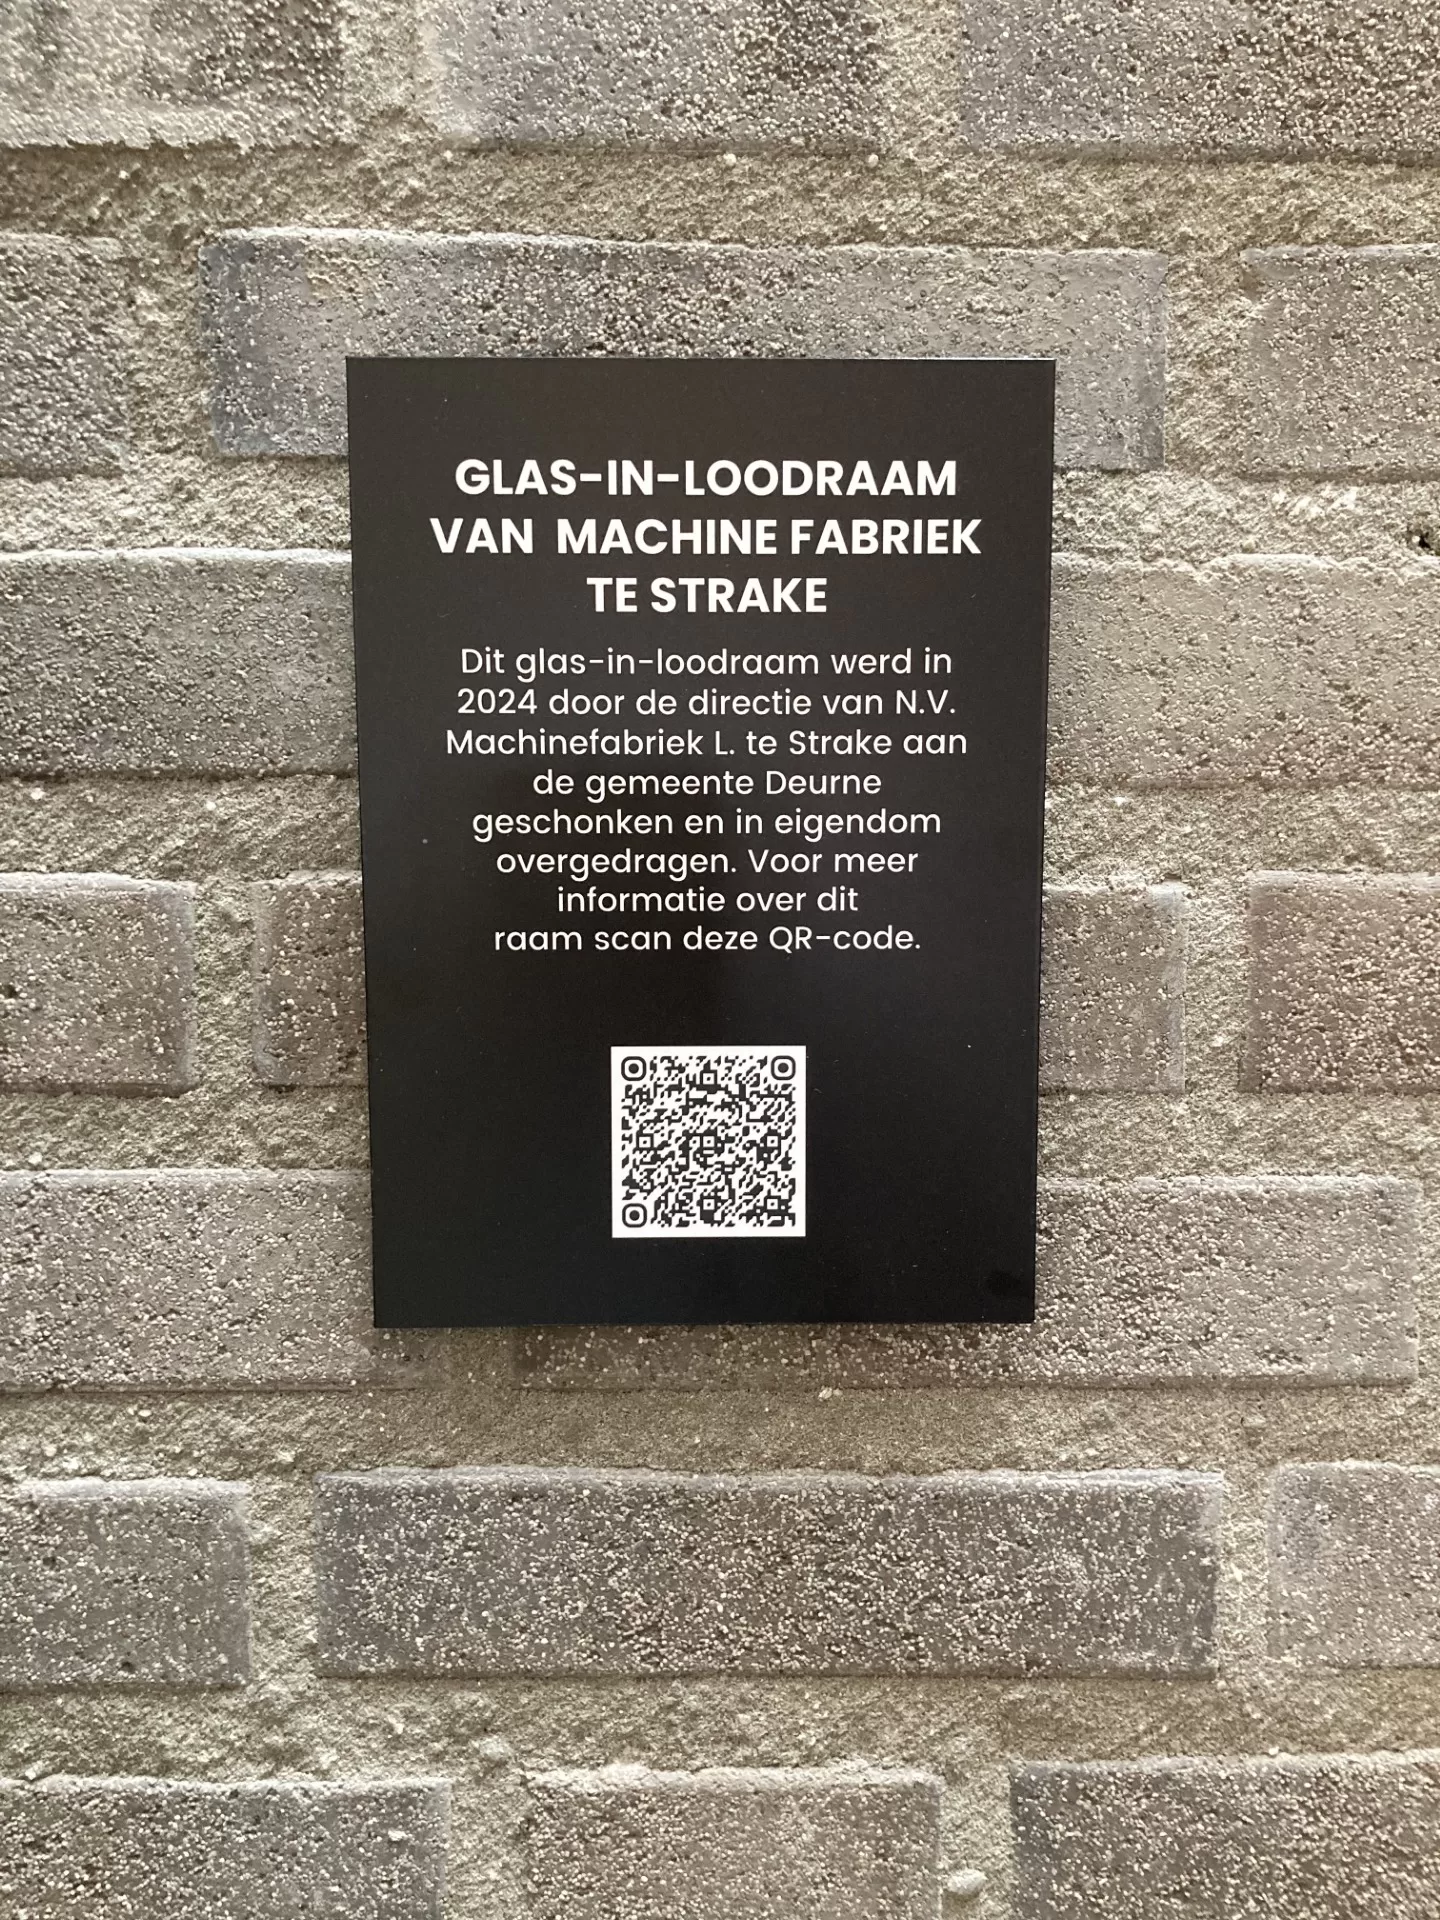 GLAS-IN-LOODRAAM
VAN MACHINE FABRIEK
TE STRAKE
Dit glas-in-loodraam werd in
2024 door de directie van N.V.
Machinefabriek L. te Strake aan
de gemeente Deurne
geschonken en in eigendom
overgedragen. Voor meer
informatie over dit
raam scan deze QR-code.